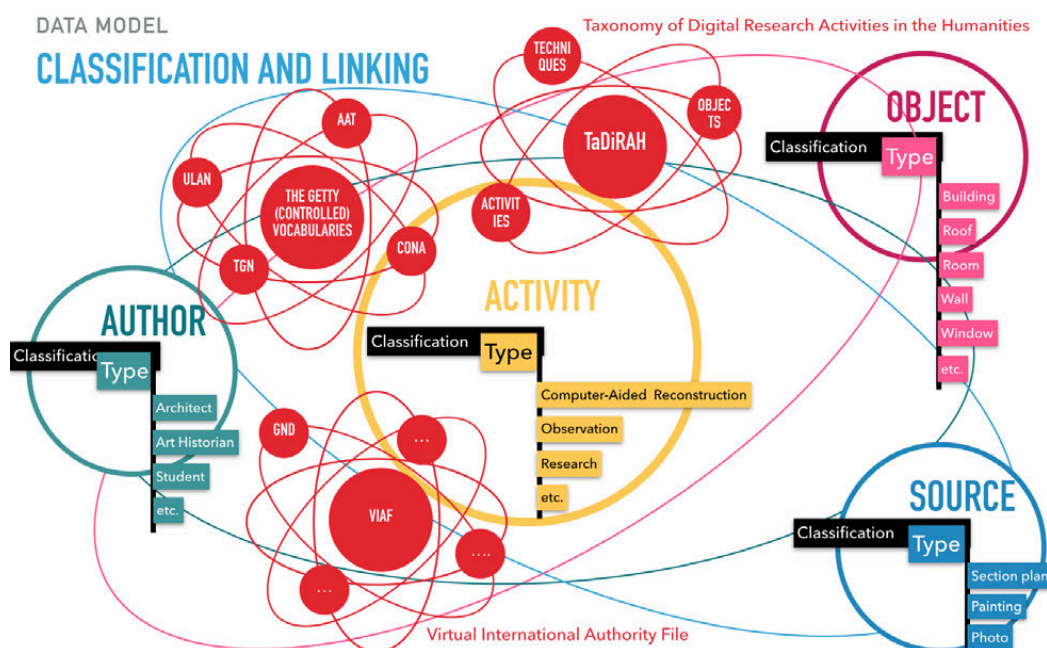 DATA MODEL
CLASSIFICATION AND LINKING
Taxonomy of Digital Research Activities in the Humanities
TECHNI
QUES
OBJEC
TS
TaDiRAH
ACTIVIT
IES
AAT
ULAN
THE GETTY
(CONTROLLED)
VOCABULARIES
TGN
CONA
OBJECT
Classification
Type
Building
Roof
Room
Wall
Window
etc.
AUTHOR
Classification
Type
Architect
Art Historian
Student
etc.
ACTIVITY
Classification
Type
Computer-Aided Reconstruction
Observation
Research
etc.
GND
...
VIAF
....
...
Virtual International Authority File
SOURCE
Classification
Type
Section plan
Painting
Photo